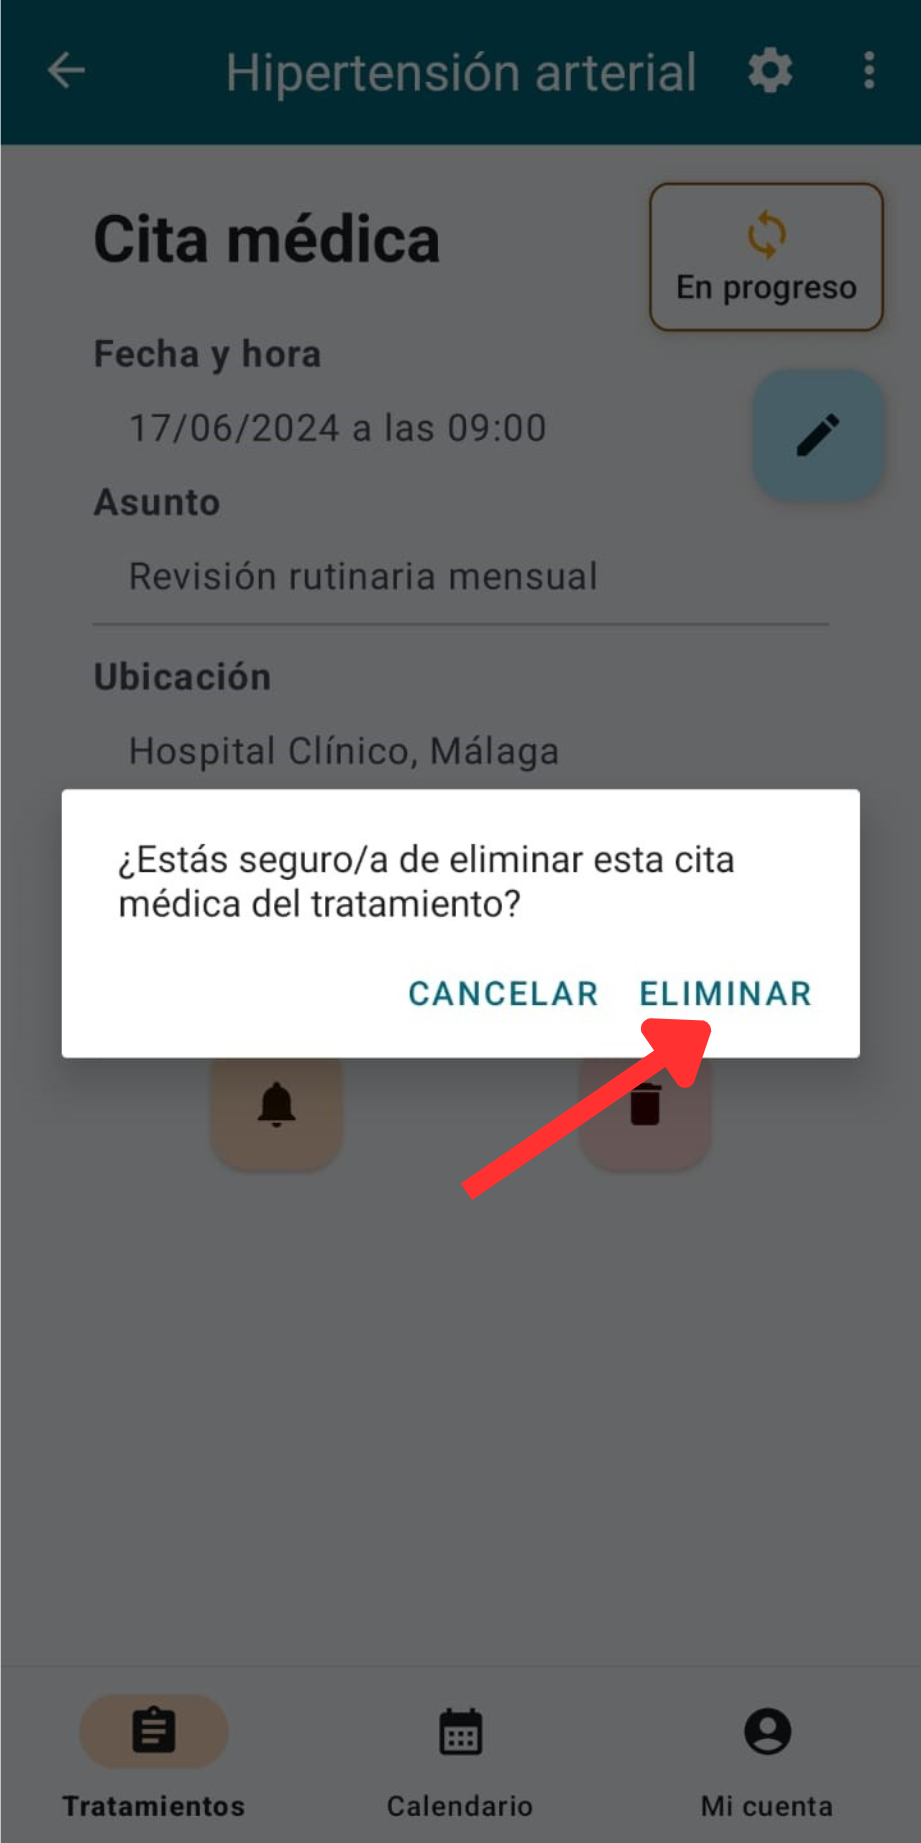 Hipertensión arterial
Cita médica
En progreso
Fecha y hora
17/06/2024 a las 09:00
Asunto
Revisión rutinaria mensual
Ubicación
Hospital Clínico, Málaga
¿Estás seguro/a de eliminar esta cita
médica del tratamiento?
CANCELAR ELIMINAR
Tratamientos Calendario Mi cuenta